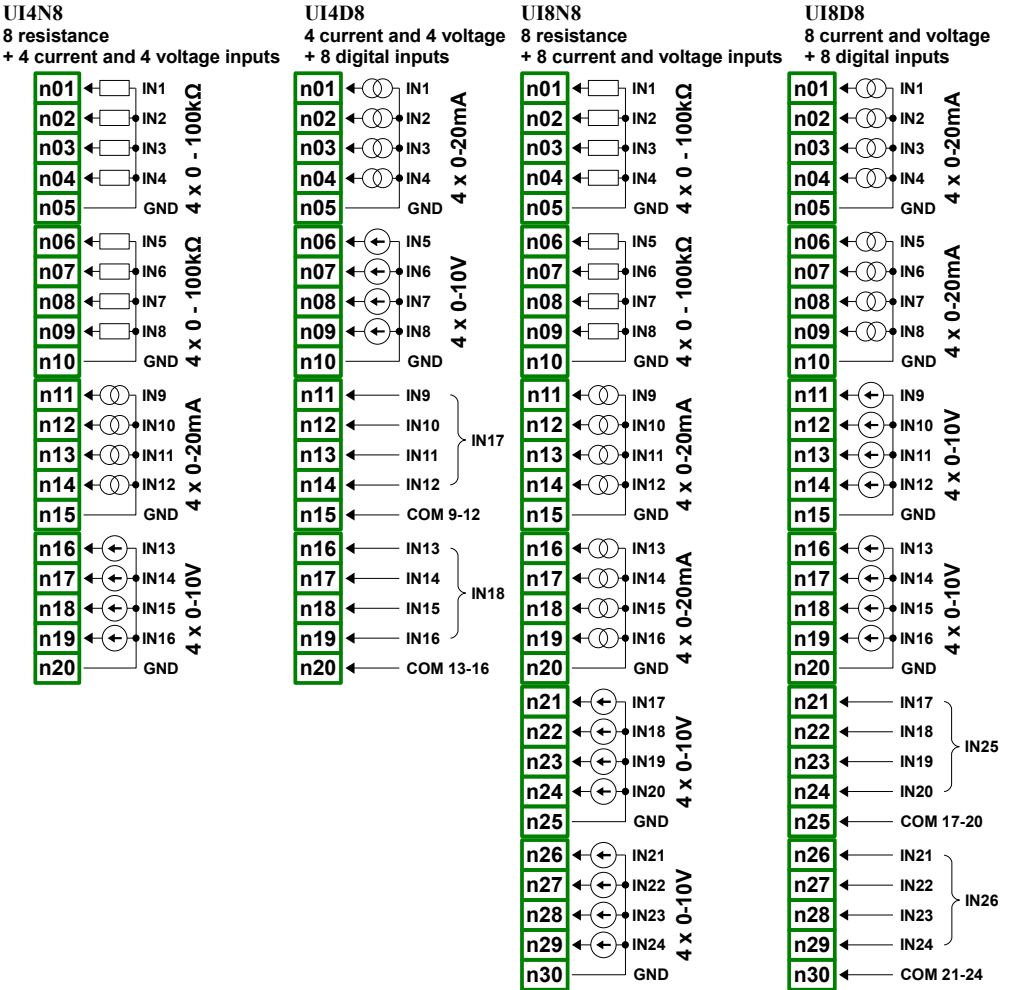 UI4N8
8 resistance
+ 4 current and 4 voltage inputs
n01 IN1
n02 IN2
n03 IN3
n04 IN4
n05 GND
4 x 0 - 100kΩ
n06 IN5
n07 IN6
n08 IN7
n09 IN8
n10 GND
4 x 0 - 100kΩ
n11 IN9
n12 IN10
n13 IN11
n14 IN12
n15 GND
4 x 0-20mA
n16 IN13
n17 IN14
n18 IN15
n19 IN16
n20 GND
4 x 0-10V
UI4D8
4 current and 4 voltage
+ 8 digital inputs
n01 IN1
n02 IN2
n03 IN3
n04 IN4
n05 GND
4 x 0-20mA
n06 IN5
n07 IN6
n08 IN7
n09 IN8
n10 GND
4 x 0-10V
n11 IN9
n12 IN10
n13 IN11
n14 IN12
IN17
n15 COM 9-12
n16 IN13
n17 IN14
n18 IN15
n19 IN16
IN18
n20 COM 13-16
UI8N8
8 resistance
+ 8 current and voltage inputs
n01 IN1
n02 IN2
n03 IN3
n04 IN4
n05 GND
4 x 0 - 100kΩ
n06 IN5
n07 IN6
n08 IN7
n09 IN8
n10 GND
4 x 0 - 100kΩ
n11 IN9
n12 IN10
n13 IN11
n14 IN12
n15 GND
4 x 0-20mA
n16 IN13
n17 IN14
n18 IN15
n19 IN16
n20 GND
4 x 0-20mA
n21 IN17
n22 IN18
n23 IN19
n24 IN20
n25 GND
4 x 0-10V
n26 IN21
n27 IN22
n28 IN23
n29 IN24
n30 GND
4 x 0-10V
UI8D8
8 current and voltage
+ 8 digital inputs
n01 IN1
n02 IN2
n03 IN3
n04 IN4
n05 GND
4 x 0-20mA
n06 IN5
n07 IN6
n08 IN7
n09 IN8
n10 GND
4 x 0-20mA
n11 IN9
n12 IN10
n13 IN11
n14 IN12
n15 GND
4 x 0-10V
n16 IN13
n17 IN14
n18 IN15
n19 IN16
n20 GND
4 x 0-10V
n21 IN17
n22 IN18
n23 IN19
n24 IN20
IN25
n25 COM 17-20
n26 IN21
n27 IN22
n28 IN23
n29 IN24
IN26
n30 COM 21-24